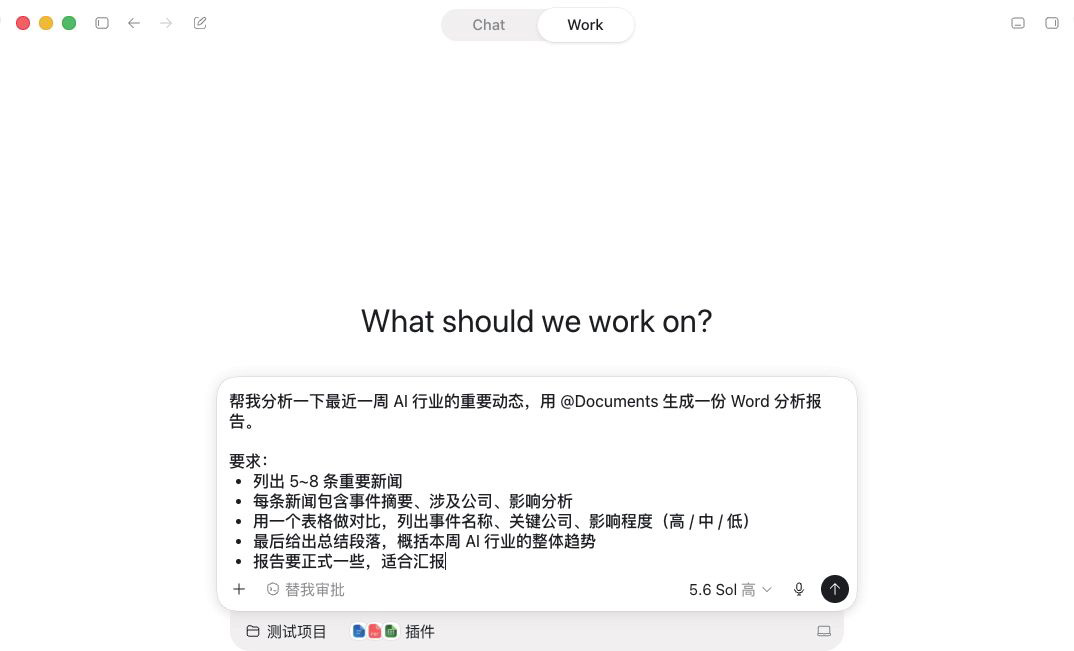 Chat
Work
What should we work on?
帮我分析一下最近一周 AI 行业的重要动态，用 @Documents 生成一份 Word 分析报
告。
要求：
• 列出 5~8 条重要新闻
• 每条新闻包含事件摘要、涉及公司、影响分析
• 用一个表格做对比，列出事件名称、关键公司、影响程度（高 / 中 / 低）
• 最后给出总结段落，概括本周 AI 行业的整体趋势
• 报告要正式一些，适合汇报
替我审批
5.6 Sol 高
测试项目
插件